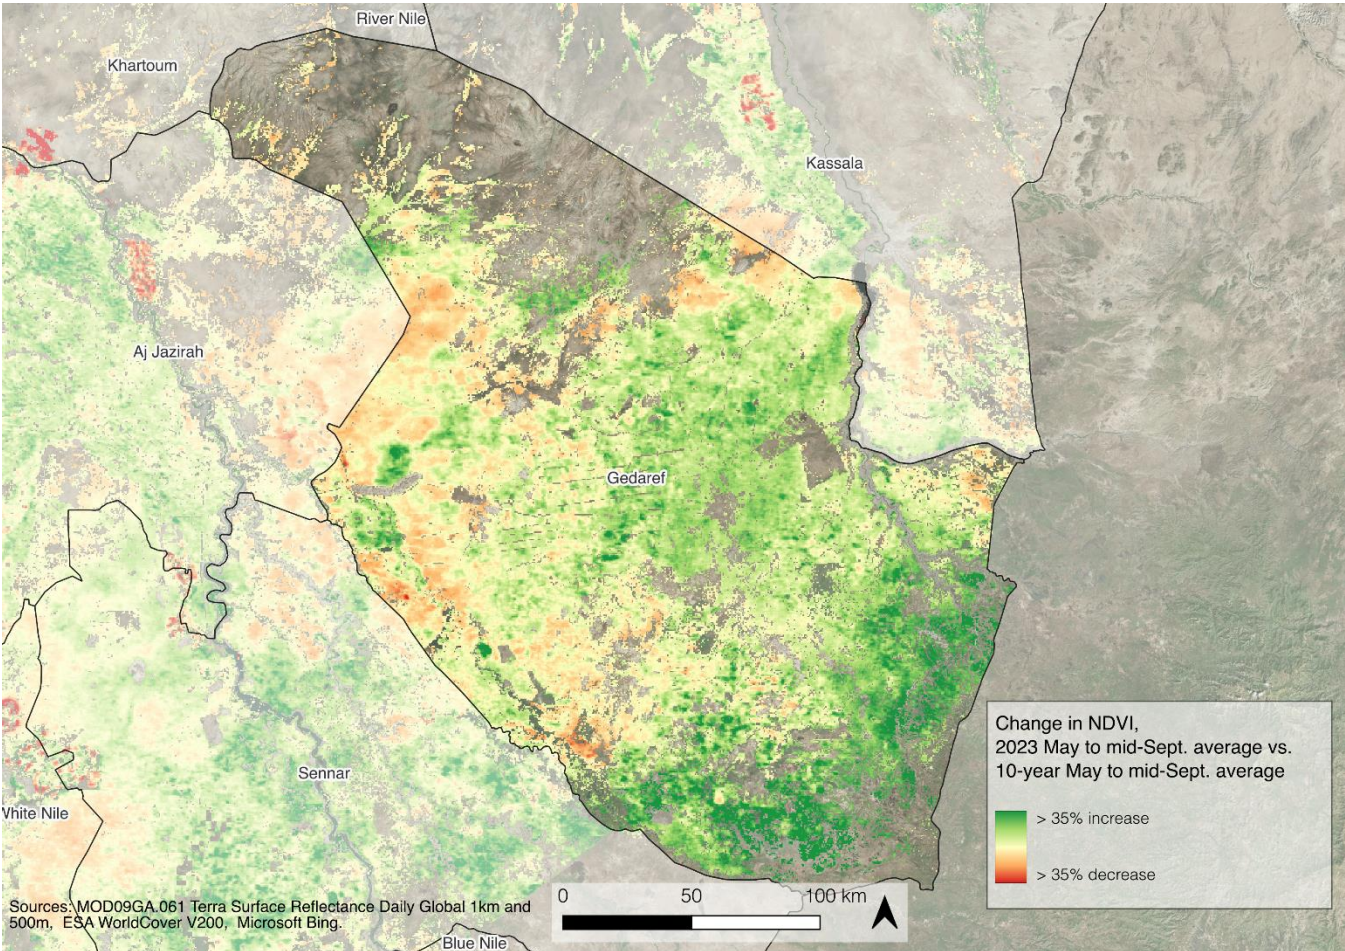 River Nile
Khartoum
Kassala
Aj Jazirah
Gedaref
Sennar
White Nile
Blue Nile
Change in NDVI,
2023 May to mid-Sept. average vs.
10-year May to mid-Sept. average
> 35% increase
> 35% decrease
0 50 100 km
Sources: MOD09GA.061 Terra Surface Reflectance Daily Global 1km and
500m, ESA WorldCover V200, Microsoft Bing.